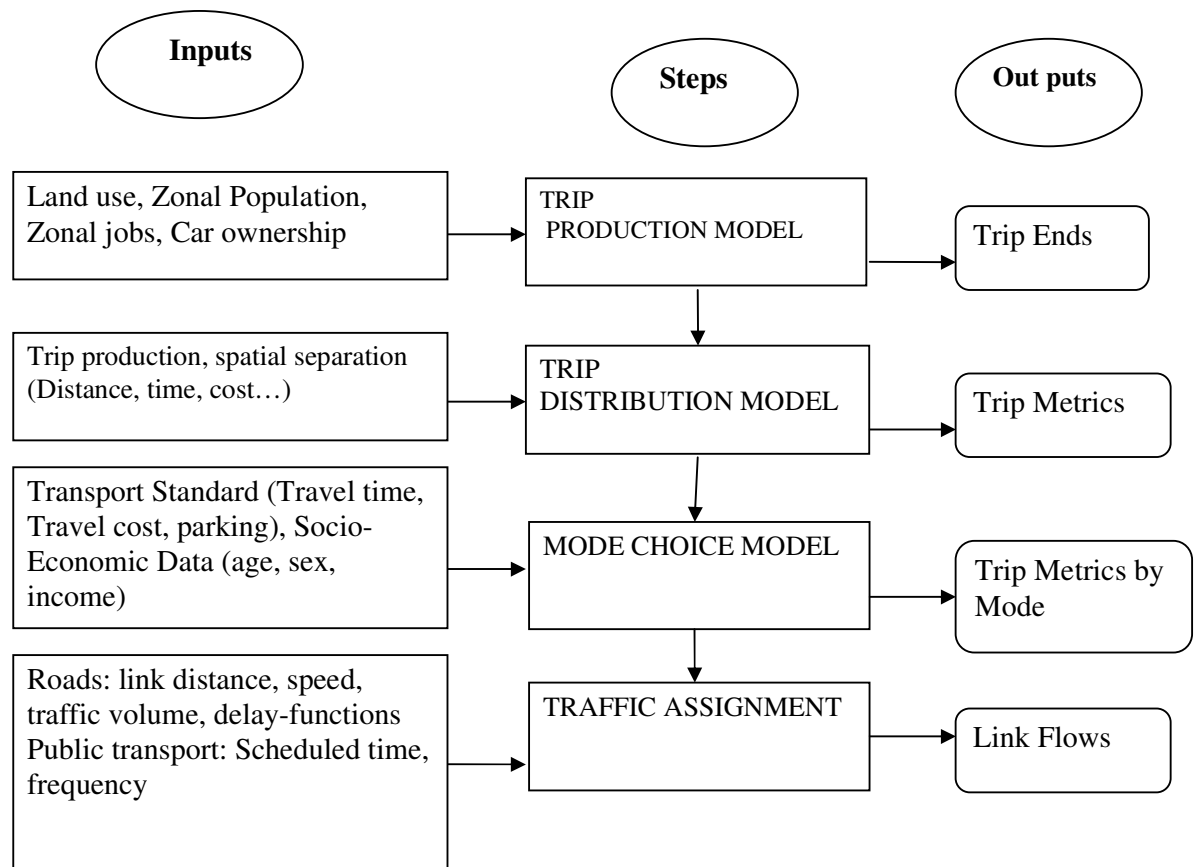 Inputs
Steps
Out puts
Land use, Zonal Population,
Zonal jobs, Car ownership
TRIP
PRODUCTION MODEL
Trip Ends
Trip production, spatial separation
(Distance, time, cost…)
TRIP
DISTRIBUTION MODEL
Trip Metrics
Transport Standard (Travel time,
Travel cost, parking), Socio-
Economic Data (age, sex,
income)
MODE CHOICE MODEL
Trip Metrics by
Mode
Roads: link distance, speed,
traffic volume, delay-functions
Public transport: Scheduled time,
frequency
TRAFFIC ASSIGNMENT
Link Flows